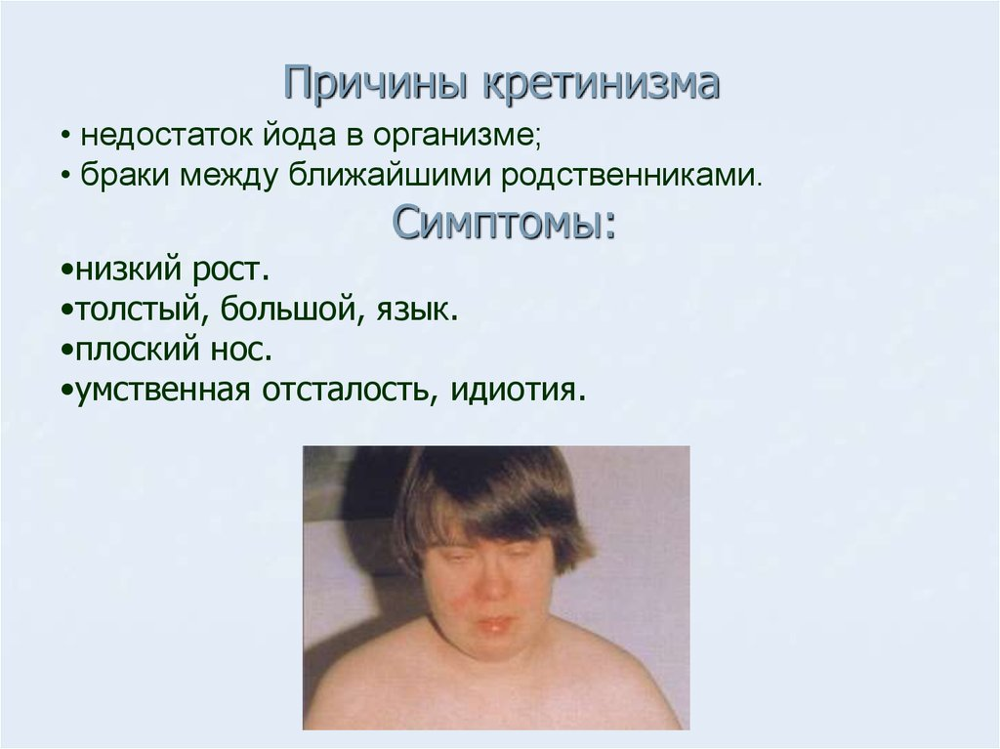 Причины кретинизма
• недостаток йода в организме;
• браки между ближайшими родственниками.
Симптомы:
•низкий рост.
•толстый, большой, язык.
•плоский нос.
•умственная отсталость, идиотия.